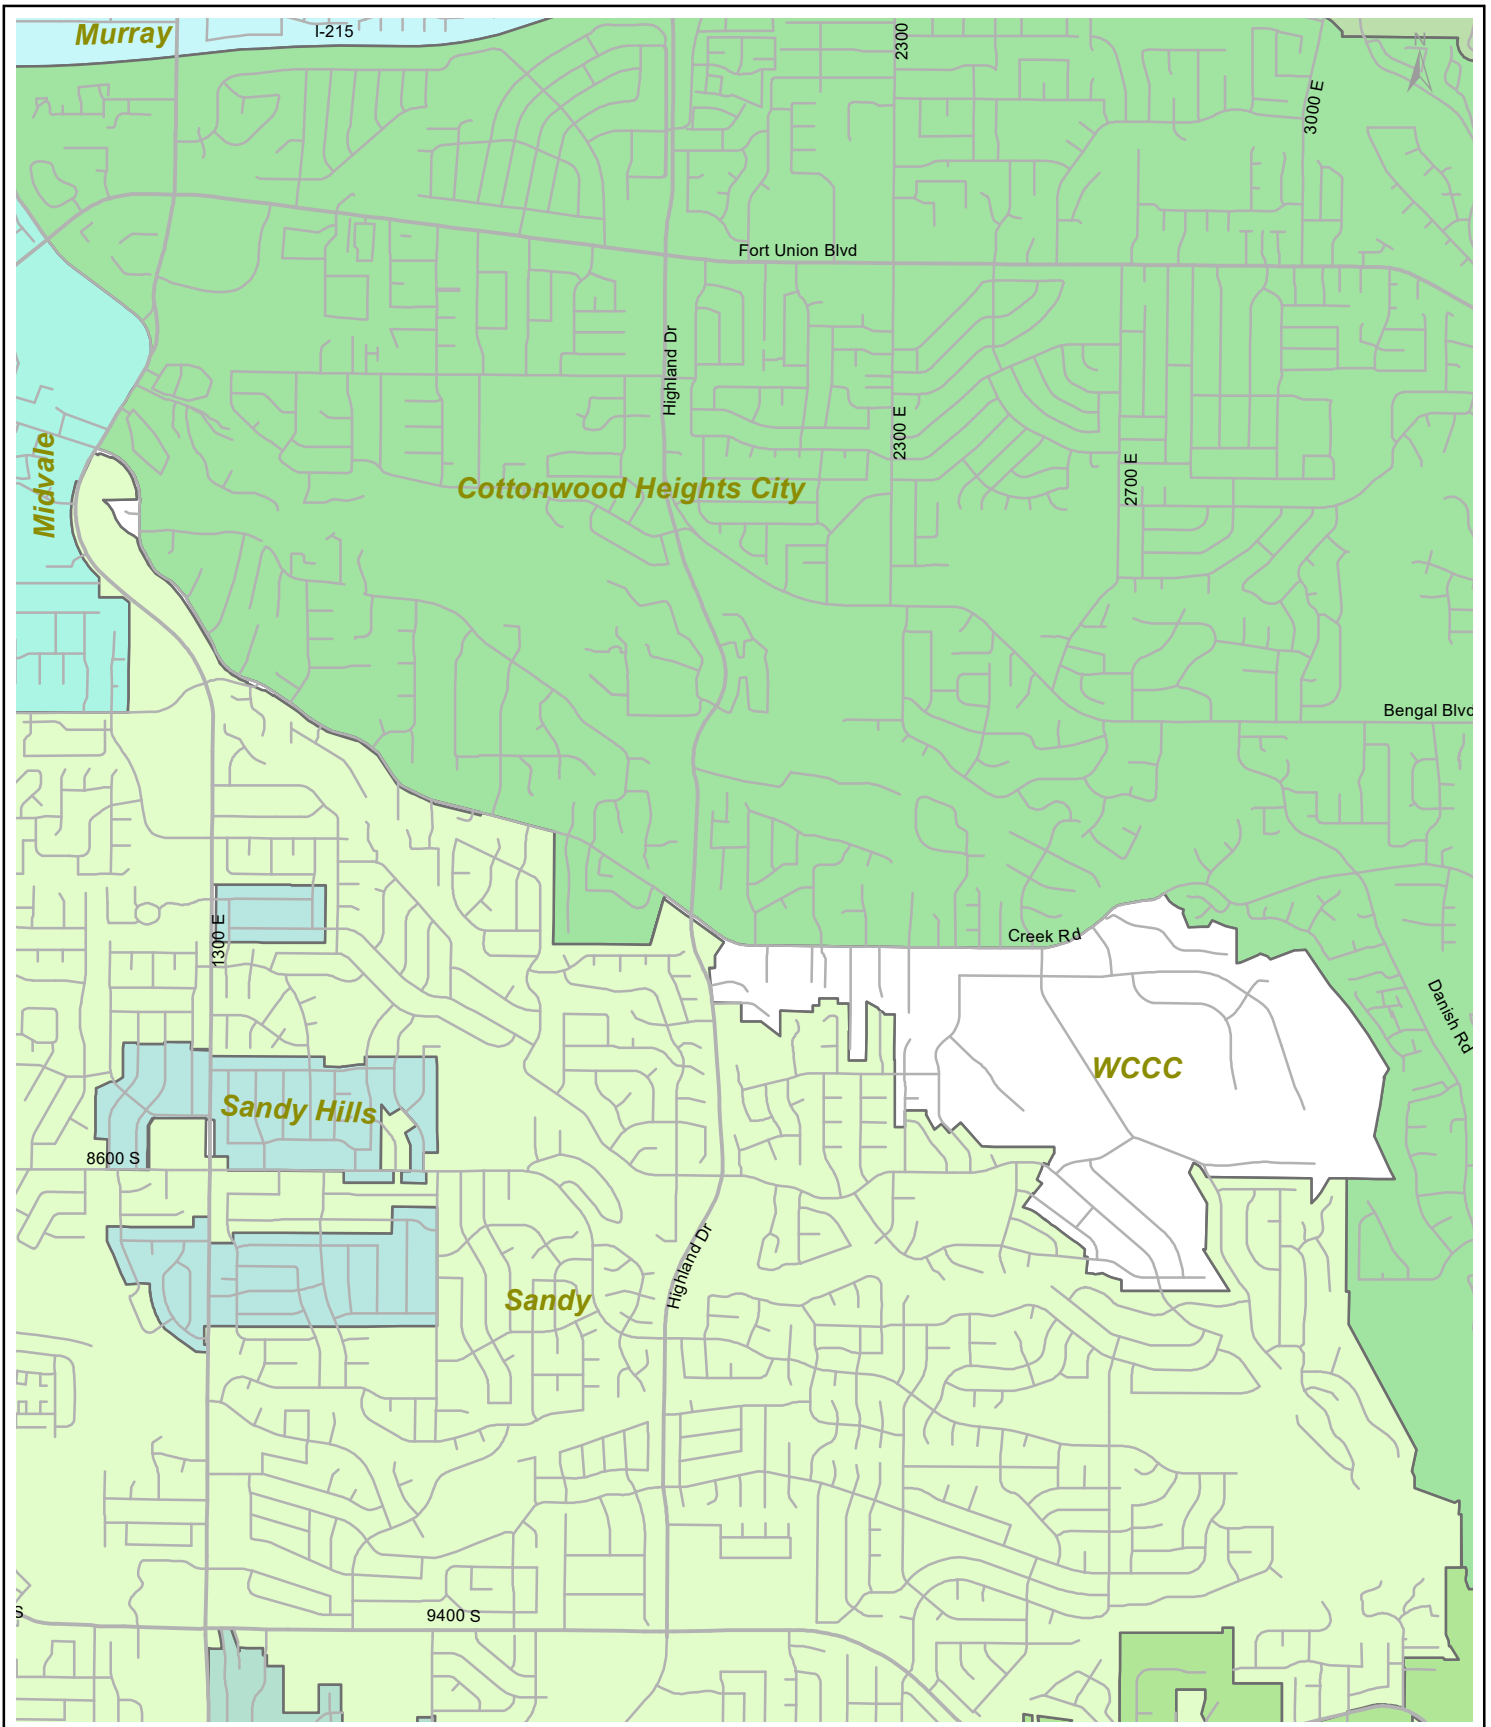 Murray
I-215
2300
N
3000 E
Fort Union Blvd
Highland Dr
2300 E
Midvale
2700 E
Cottonwood Heights City
Bengal Blvd
1300 E
Creek Rd
Danish Rd
WCCC
Sandy Hills
8600 S
Highland Dr
Sandy
S
9400 S